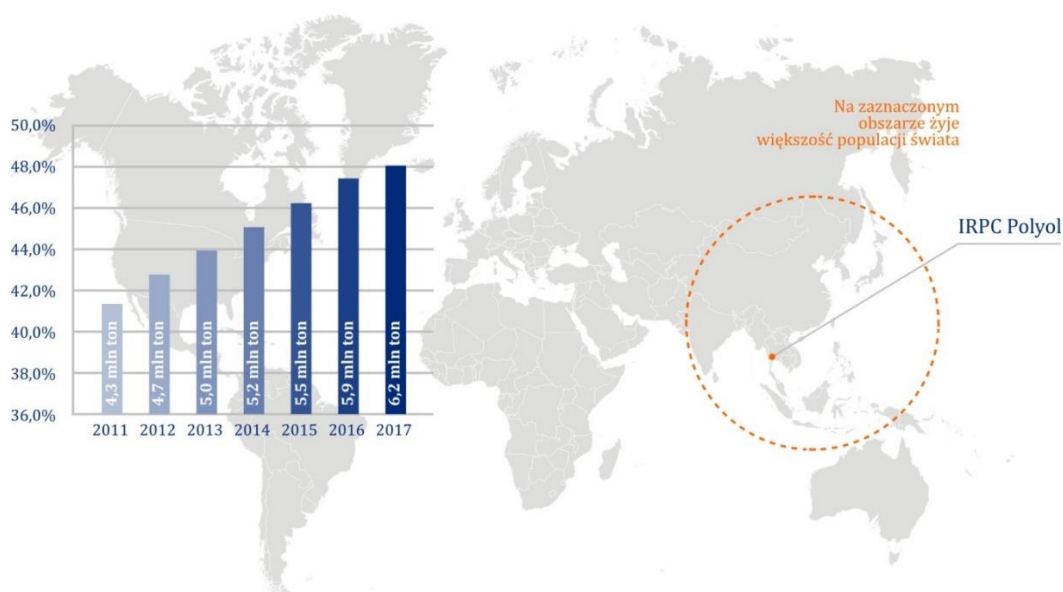 Na zaznaczonym
obszarze żyje
większość populacji świata
IRPC Polyol
50,0%
48,0%
46,0%
44,0%
42,0%
40,0%
38,0%
36,0%
4,3 mln ton
4,7 mln ton
5,0 mln ton
5,2 mln ton
5,5 mln ton
5,9 mln ton
6,2 mln ton
2011 2012 2013 2014 2015 2016 2017